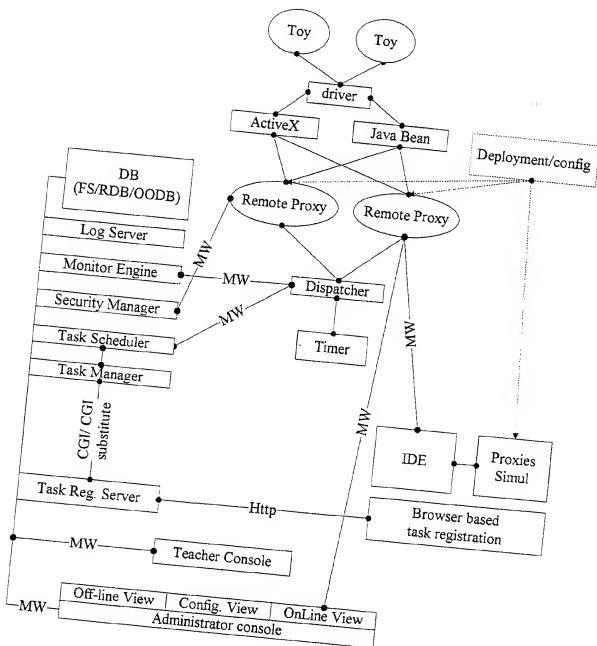 Toy
Toy
driver
ActiveX
Java Bean
Deployment/config
DB
(FS/RDB/OODB)
Remote Proxy
Remote Proxy
Log Server
Monitor Engine
MW
MW
Dispatcher
Security Manager
MW
Task Scheduler
Timer
MW
Task Manager
CGI/ CGI
substitute
MW
IDE
Proxies
Simul
Task Reg. Server
Http
Browser based
task registration
MW
Teacher Console
Off-line View
Config. View
OnLine View
MW
Administrator console